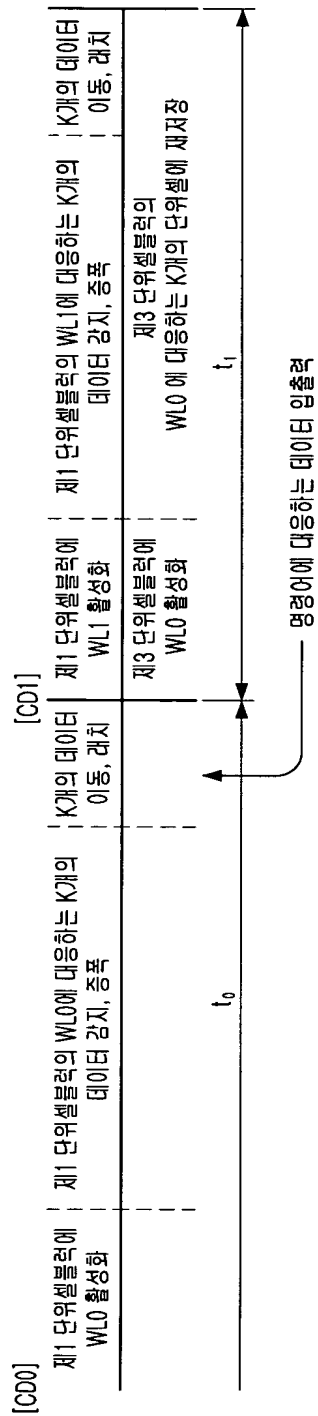 [CD0]
제1 단위셀블럭에
WL0 활성화
제1 단위셀블럭의 WL0에 대응하는 K개의
데이터 감지, 증폭
K개의 데이터
이동, 래치
[CD1]
제1 단위셀블럭에
WL1 활성화
제1 단위셀블럭의 WL1에 대응하는 K개의
데이터 감지, 증폭
K개의 데이터
이동, 래치
제3 단위셀블럭에
WL0 활성화
제3 단위셀블럭의
WL0 에 대응하는 K개의 단위셀에 재저장
t0
t1
명령어에 대응하는 데이터 입출력